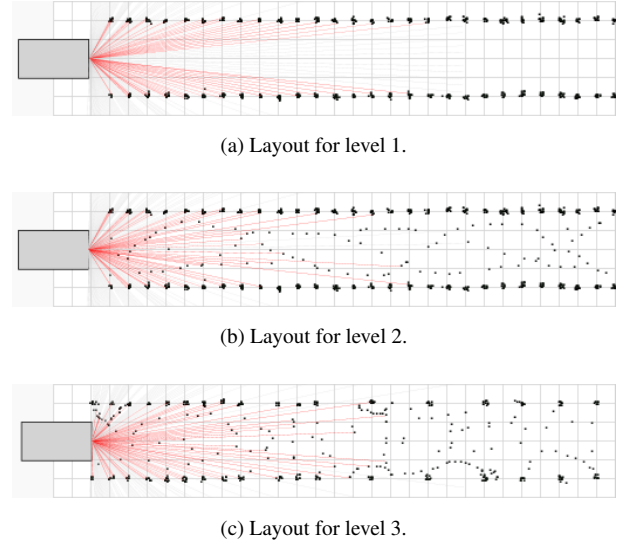 (a) Layout for level 1.
(b) Layout for level 2.
(c) Layout for level 3.